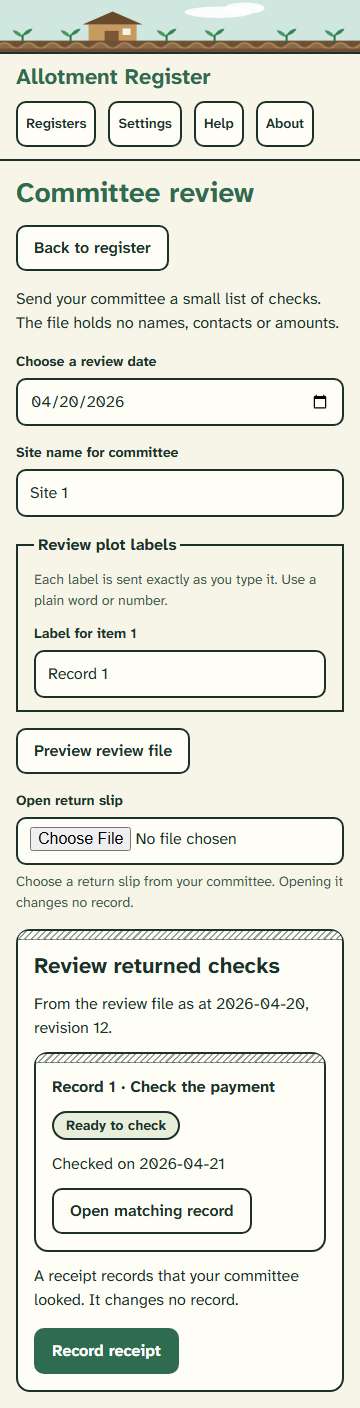 Allotment Register
Registers
Settings
Help
About
Committee review
Back to register
Send your committee a small list of checks.
The file holds no names, contacts or amounts.
Choose a review date
04/20/2026
Site name for committee
Site 1
Review plot labels
Each label is sent exactly as you type it. Use a
plain word or number.
Label for item 1
Record 1
Preview review file
Open return slip
Choose File No file chosen
Choose a return slip from your committee. Opening it
changes no record.
Review returned checks
From the review file as at 2026-04-20,
revision 12.
Record 1 · Check the payment
Ready to check
Checked on 2026-04-21
Open matching record
A receipt records that your committee
looked. It changes no record.
Record receipt